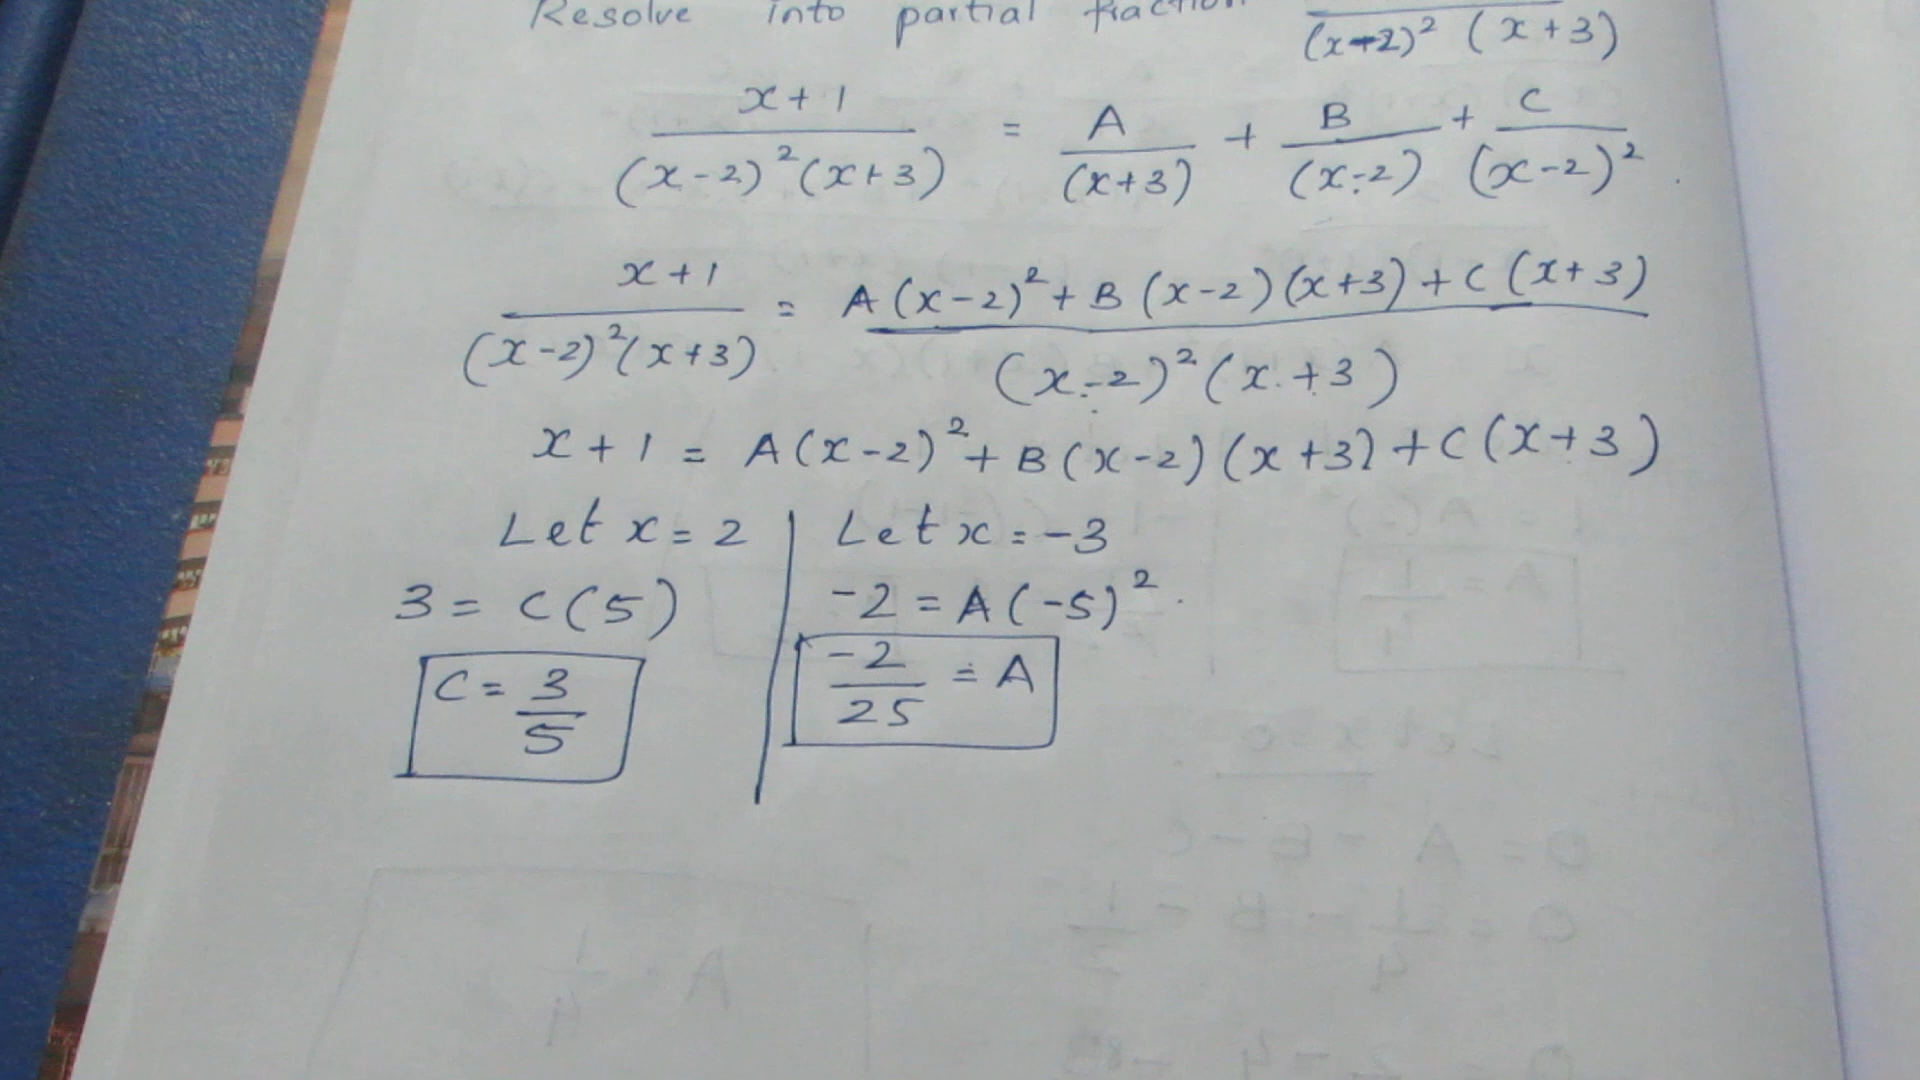 Resolve into partial fraction
(x-2)² (x+3)
x+1 / (x-2)²(x+3) = A / (x+3) + B / (x-2) + C / (x-2)²
x+1 / (x-2)²(x+3) = A(x-2)² + B(x-2)(x+3) + C(x+3) / (x-2)²(x+3)
x+1 = A(x-2)² + B(x-2)(x+3) + C(x+3)
Let x = 2
3 = C(5)
C = 3/5
Let x = -3
-2 = A(-5)².
-2/25 = A